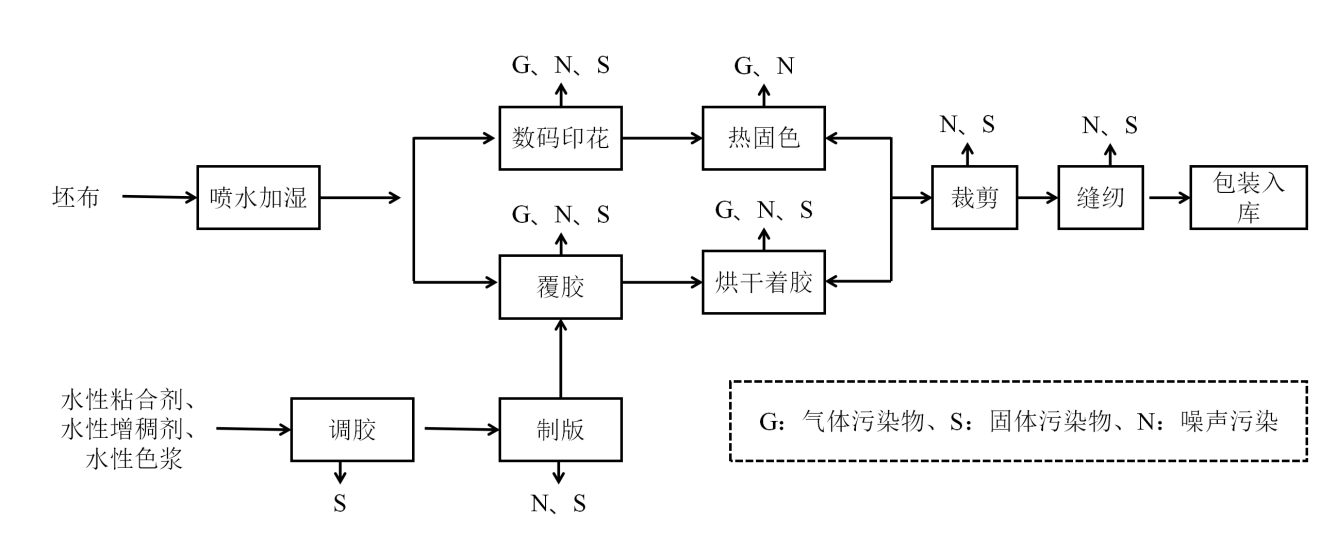 G、N、S
G、N
数码印花
热固色
N、S
N、S
坯布
喷水加湿
裁剪
缝纫
包装入
库
G、N、S
G、N、S
覆胶
烘干着胶
水性粘合剂、
水性增稠剂、
水性色浆
调胶
制版
G：气体污染物、S：固体污染物、N：噪声污染
S
N、S